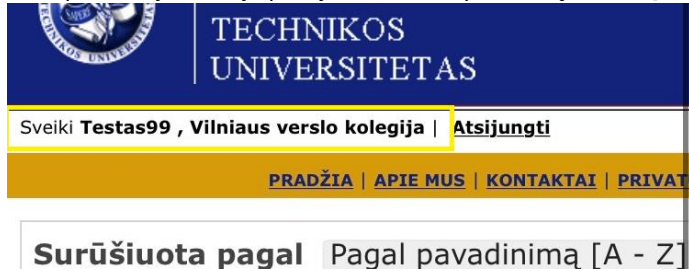 TECHNIKOS
UNIVERSITETAS
Sveiki Testas99 , Vilniaus verslo kolegija | Atsijungti
PRADŽIA | APIE MUS | KONTAKTAI | PRIVAT
Surūšiuota pagal Pagal pavadinimą [A - Z]